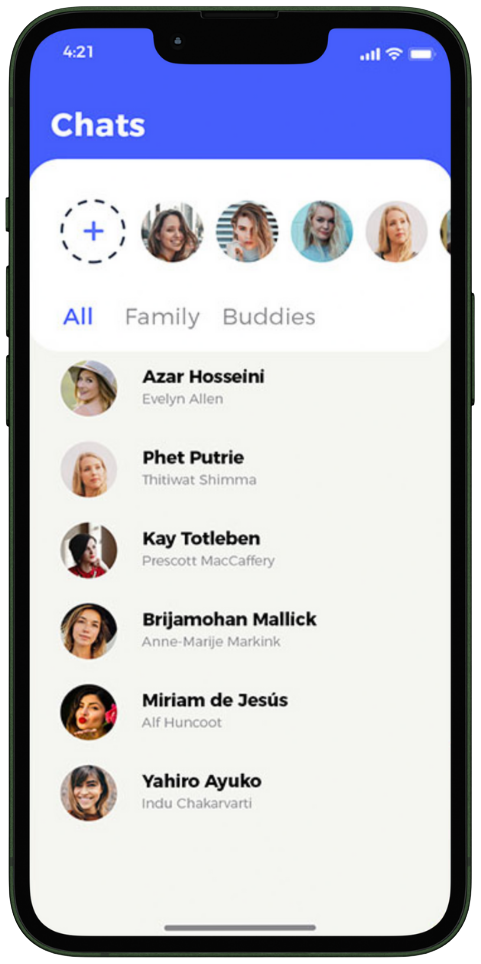 4:21
Chats
All Family Buddies
Azar Hosseini
Evelyn Allen
Phet Putrie
Thitiwat Shimma
Kay Totleben
Prescott MacCaffery
Brijamohan Mallick
Anne-Marije Markink
Miriam de Jesús
Alf Huncoot
Yahiro Ayuko
Indu Chakarvarti